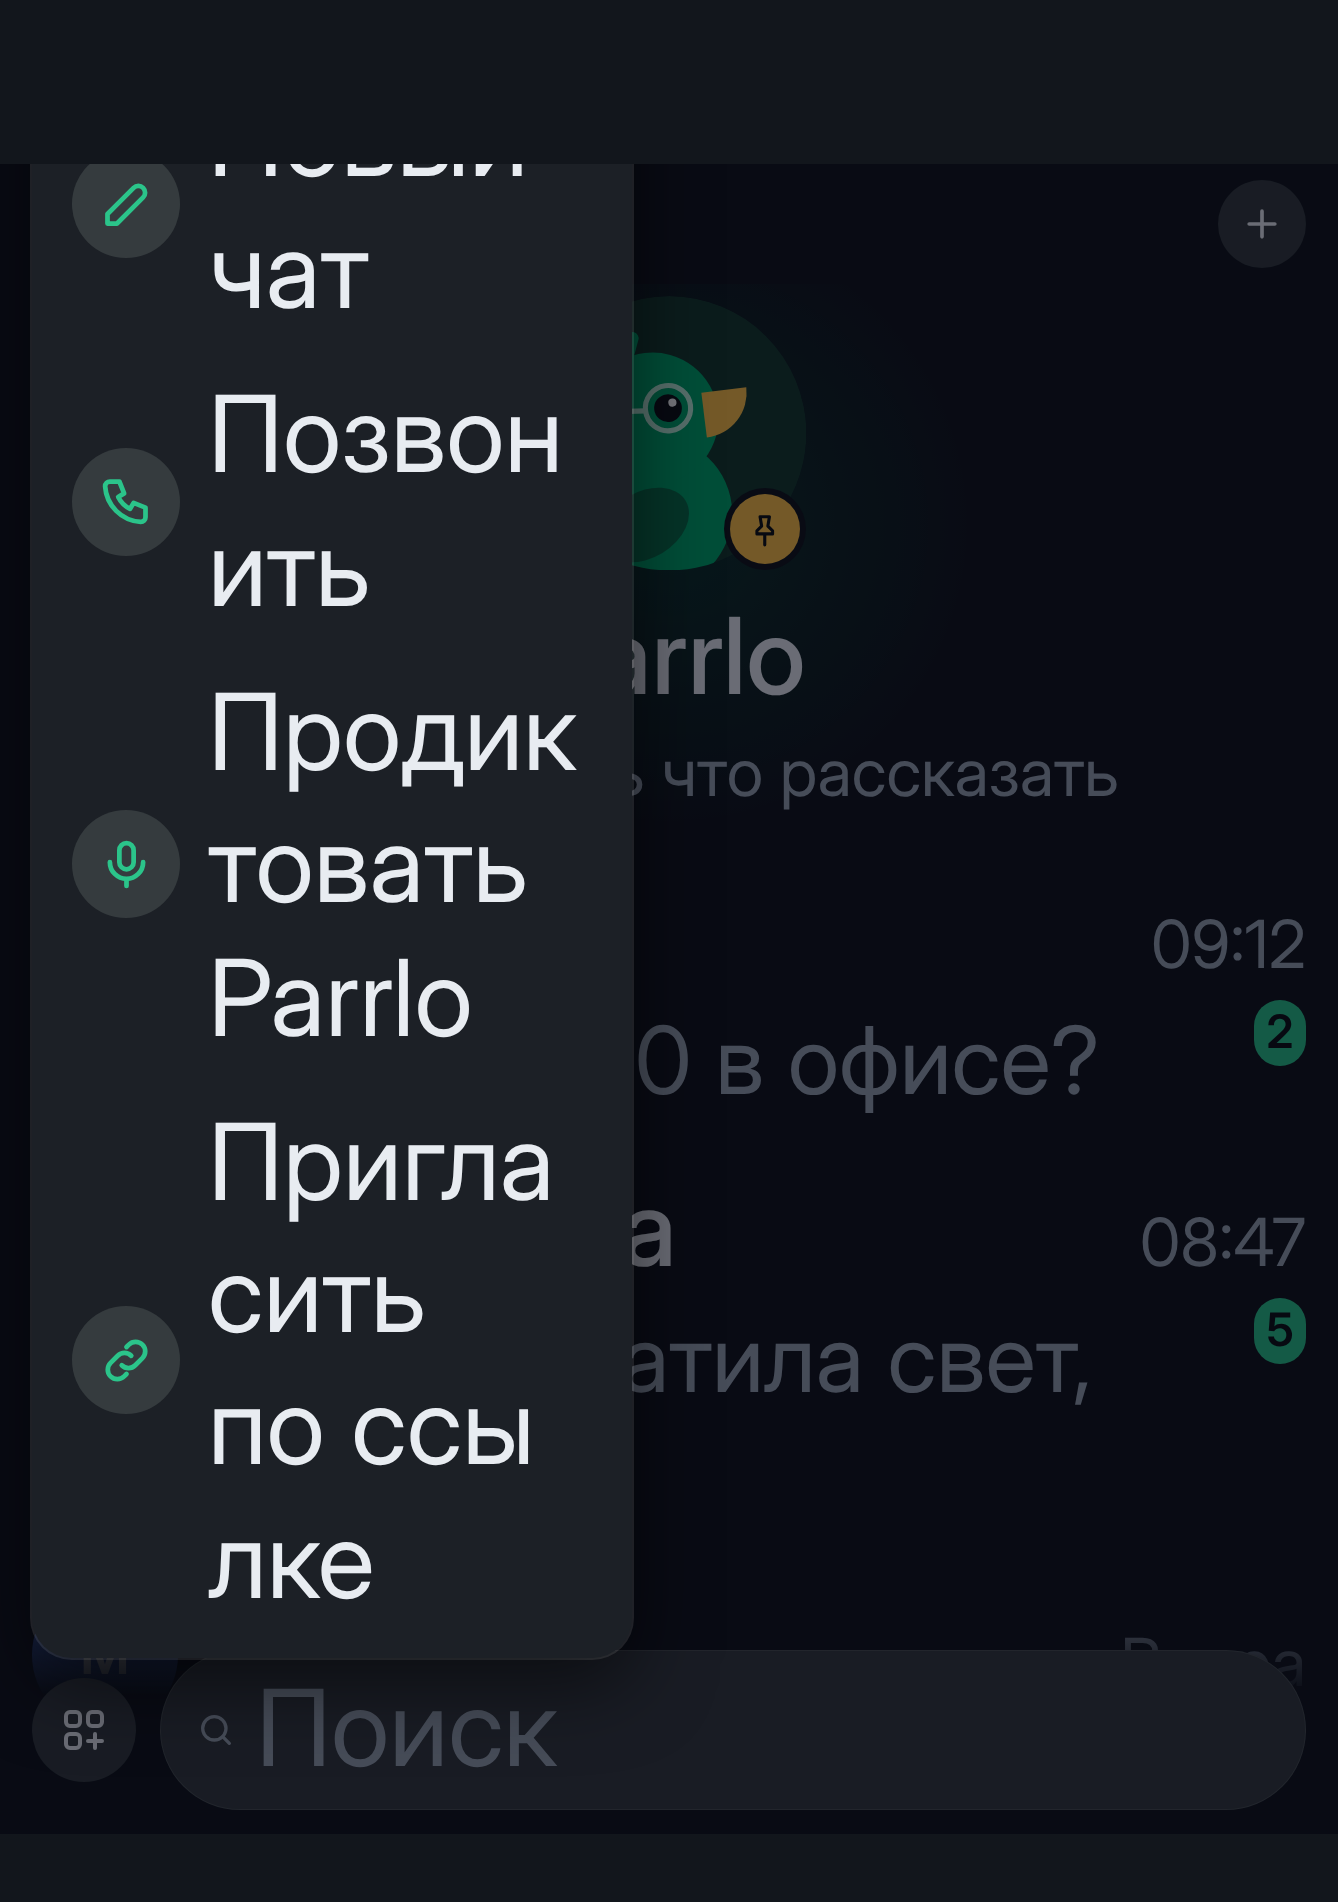 чат
Позвон
ить
Продик
товать
Parrlo
Пригла
сить
по ссы
лке
arrlo
ь что рассказать
09:12
0 в офисе?
2
а
08:47
атила свет,
5
М
Поиск